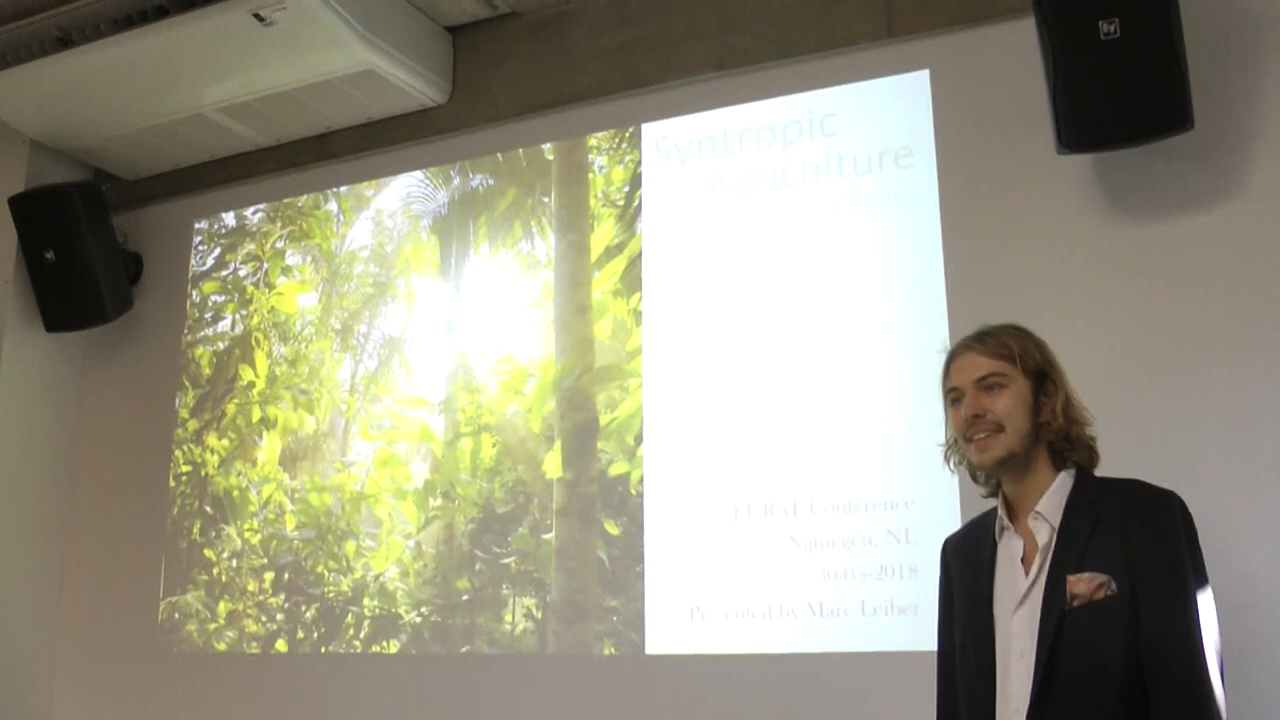 Syntropic
Agriculture
EURAF Conference
Nijmegen, NL
30-05-2018
Presented by Marc Leiber